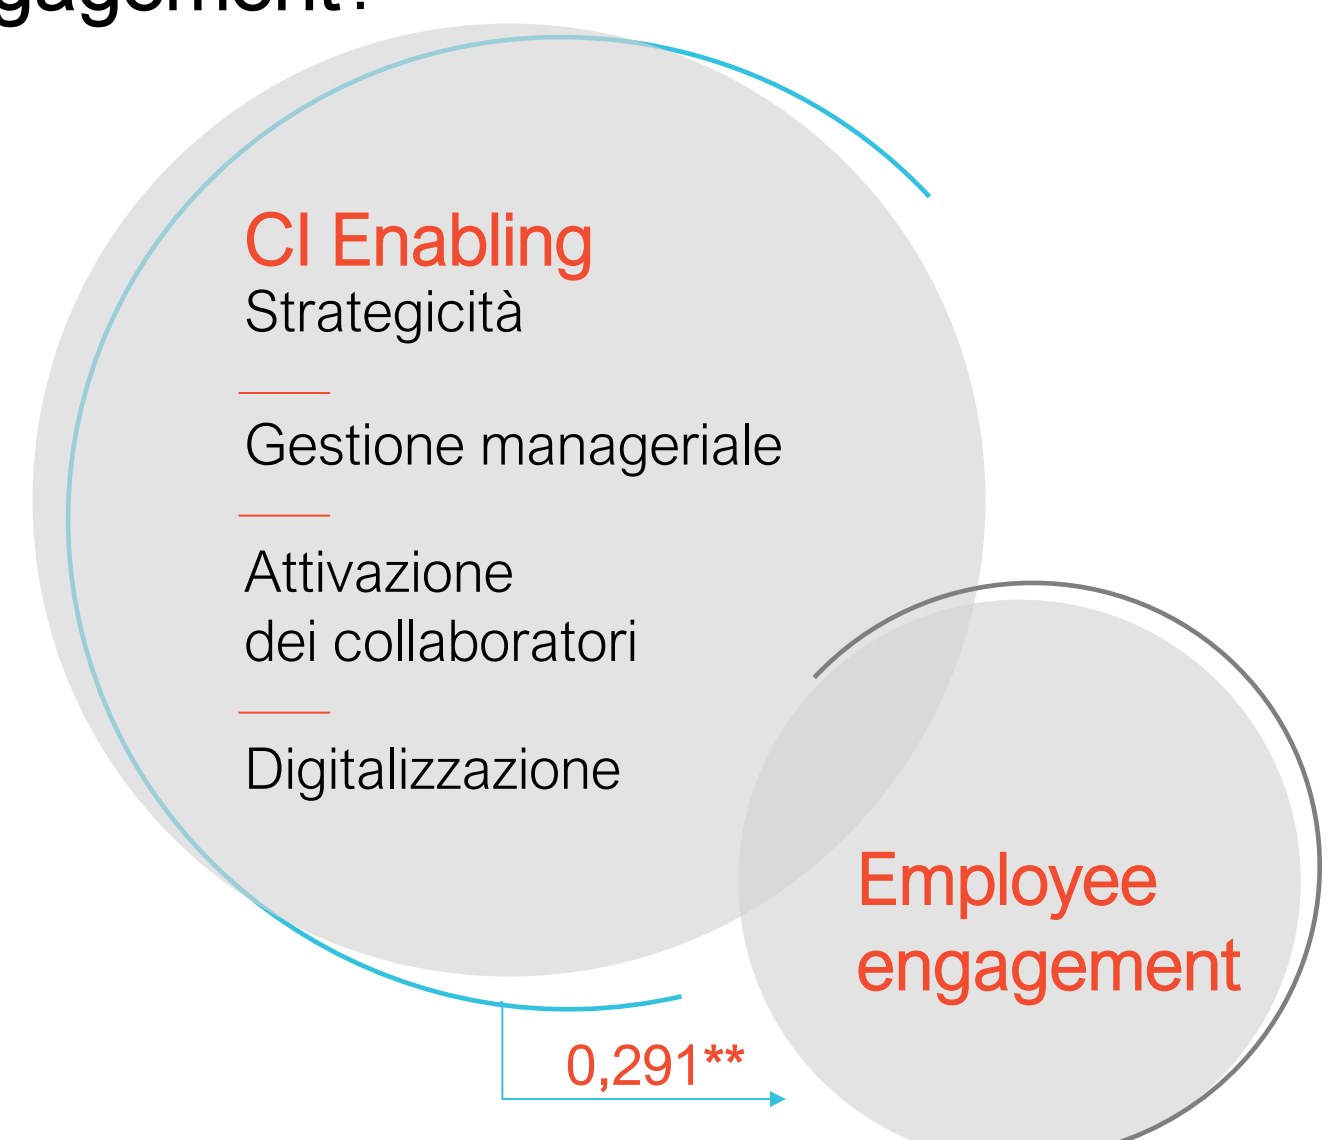 CI Enabling
Strategicità
Gestione manageriale
Attivazione
dei collaboratori
Digitalizzazione
Employee
engagement
0,291**